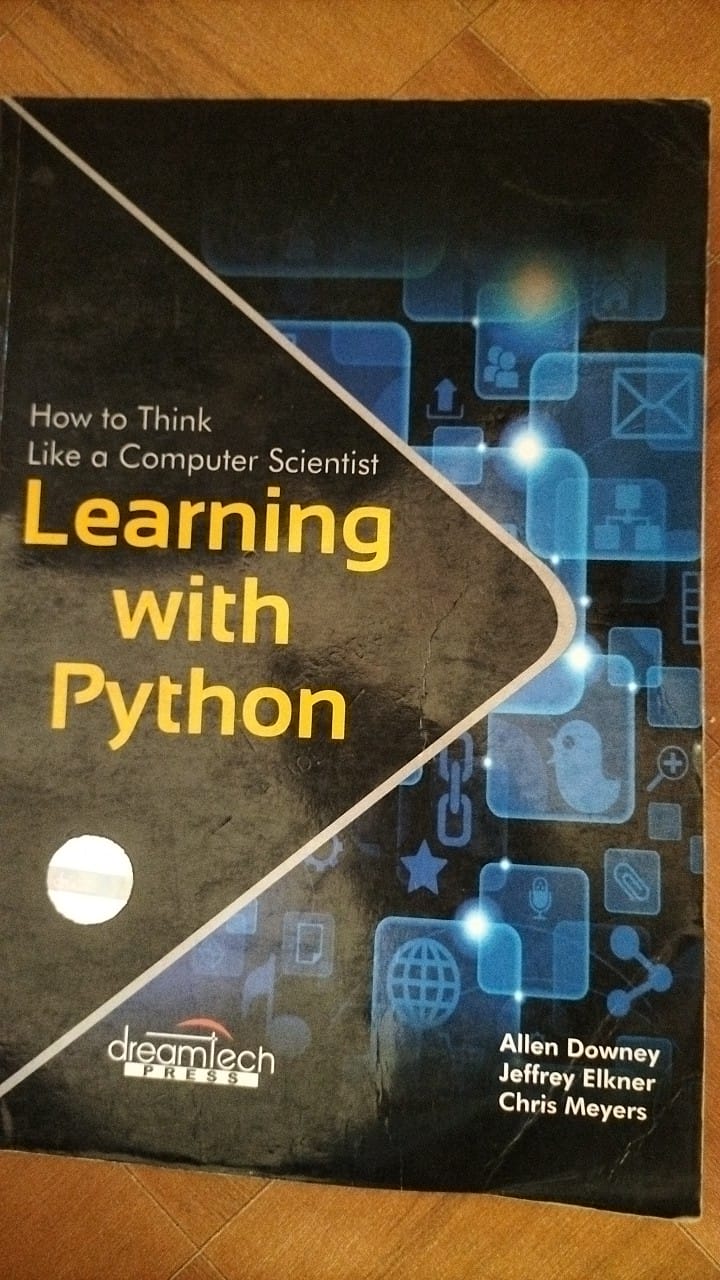 How to Think
Like a Computer Scientist
Learning
with
Python
dreamtech
PRESS
Allen Downey
Jeffrey Elkner
Chris Meyers